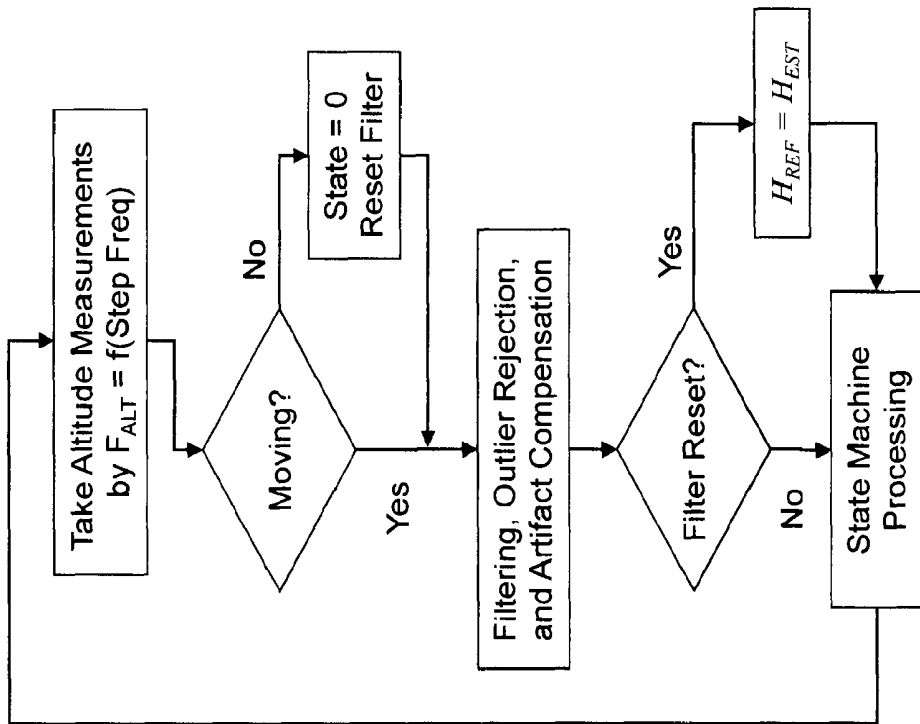 Take Altitude Measurements
by F_ALT = f(Step Freq)
Moving?
No
State = 0
Reset Filter
Yes
Filtering, Outlier Rejection,
and Artifact Compensation
Filter Reset?
Yes
H_REF = H_EST
No
State Machine
Processing